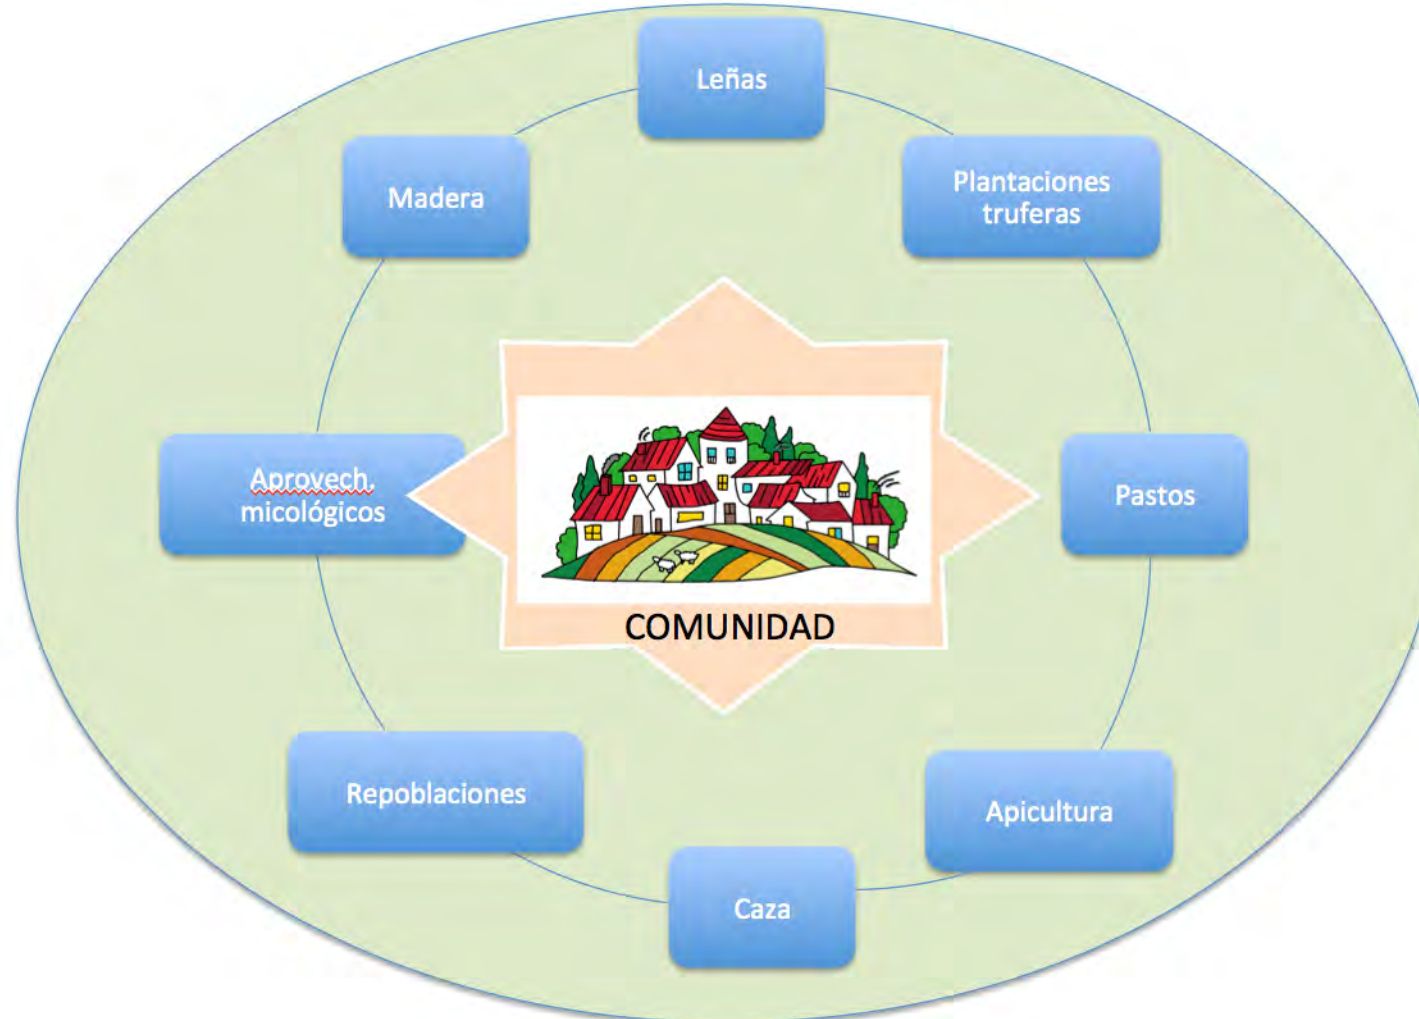 Leñas
Madera
Plantaciones
truferas
Aprovech.
micológicos
Pastos
COMUNIDAD
Repoblaciones
Apicultura
Caza